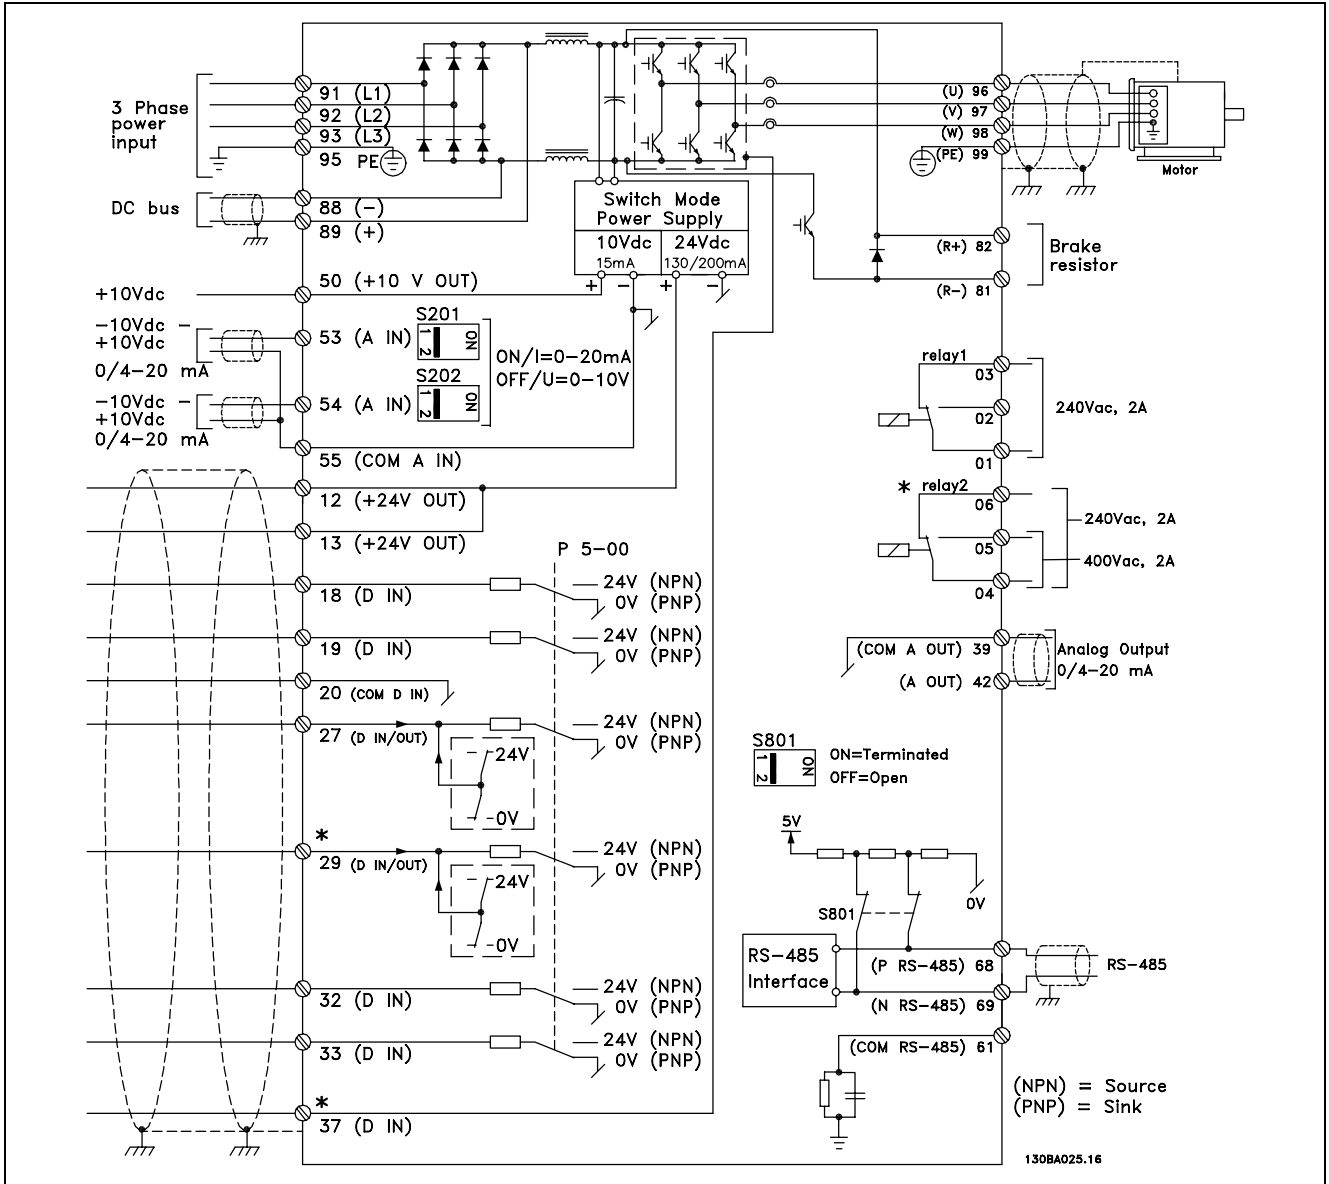 3 Phase
power
input
91 (L1)
92 (L2)
93 (L3)
95 PE
DC bus
88 (-)
89 (+)
Switch Mode
Power Supply
10Vdc
15mA
24Vdc
130/200mA
+ - + -
(U) 96
(V) 97
(W) 98
(PE) 99
Motor
(R+) 82
(R-) 81
Brake
resistor
+10Vdc
50 (+10 V OUT)
-10Vdc -
+10Vdc
0/4-20 mA
53 (A IN)
S201
1 2
ON
ON/I=0-20mA
OFF/U=0-10V
-10Vdc -
+10Vdc
0/4-20 mA
54 (A IN)
S202
1 2
ON
55 (COM A IN)
12 (+24V OUT)
13 (+24V OUT)
relay1
03
02
01
240Vac, 2A
* relay2
06
05
04
240Vac, 2A
400Vac, 2A
P 5-00
18 (D IN)
24V (NPN)
0V (PNP)
19 (D IN)
24V (NPN)
0V (PNP)
20 (COM D IN)
27 (D IN/OUT)
24V (NPN)
0V (PNP)
24V
0V
*
29 (D IN/OUT)
24V (NPN)
0V (PNP)
24V
0V
32 (D IN)
24V (NPN)
0V (PNP)
33 (D IN)
24V (NPN)
0V (PNP)
*
37 (D IN)
(COM A OUT) 39
(A OUT) 42
Analog Output
0/4-20 mA
S801
1 2
ON
ON=Terminated
OFF=Open
5V
0V
S801
RS-485
Interface
(P RS-485) 68
(N RS-485) 69
RS-485
(COM RS-485) 61
(NPN) = Source
(PNP) = Sink
130BA025.16